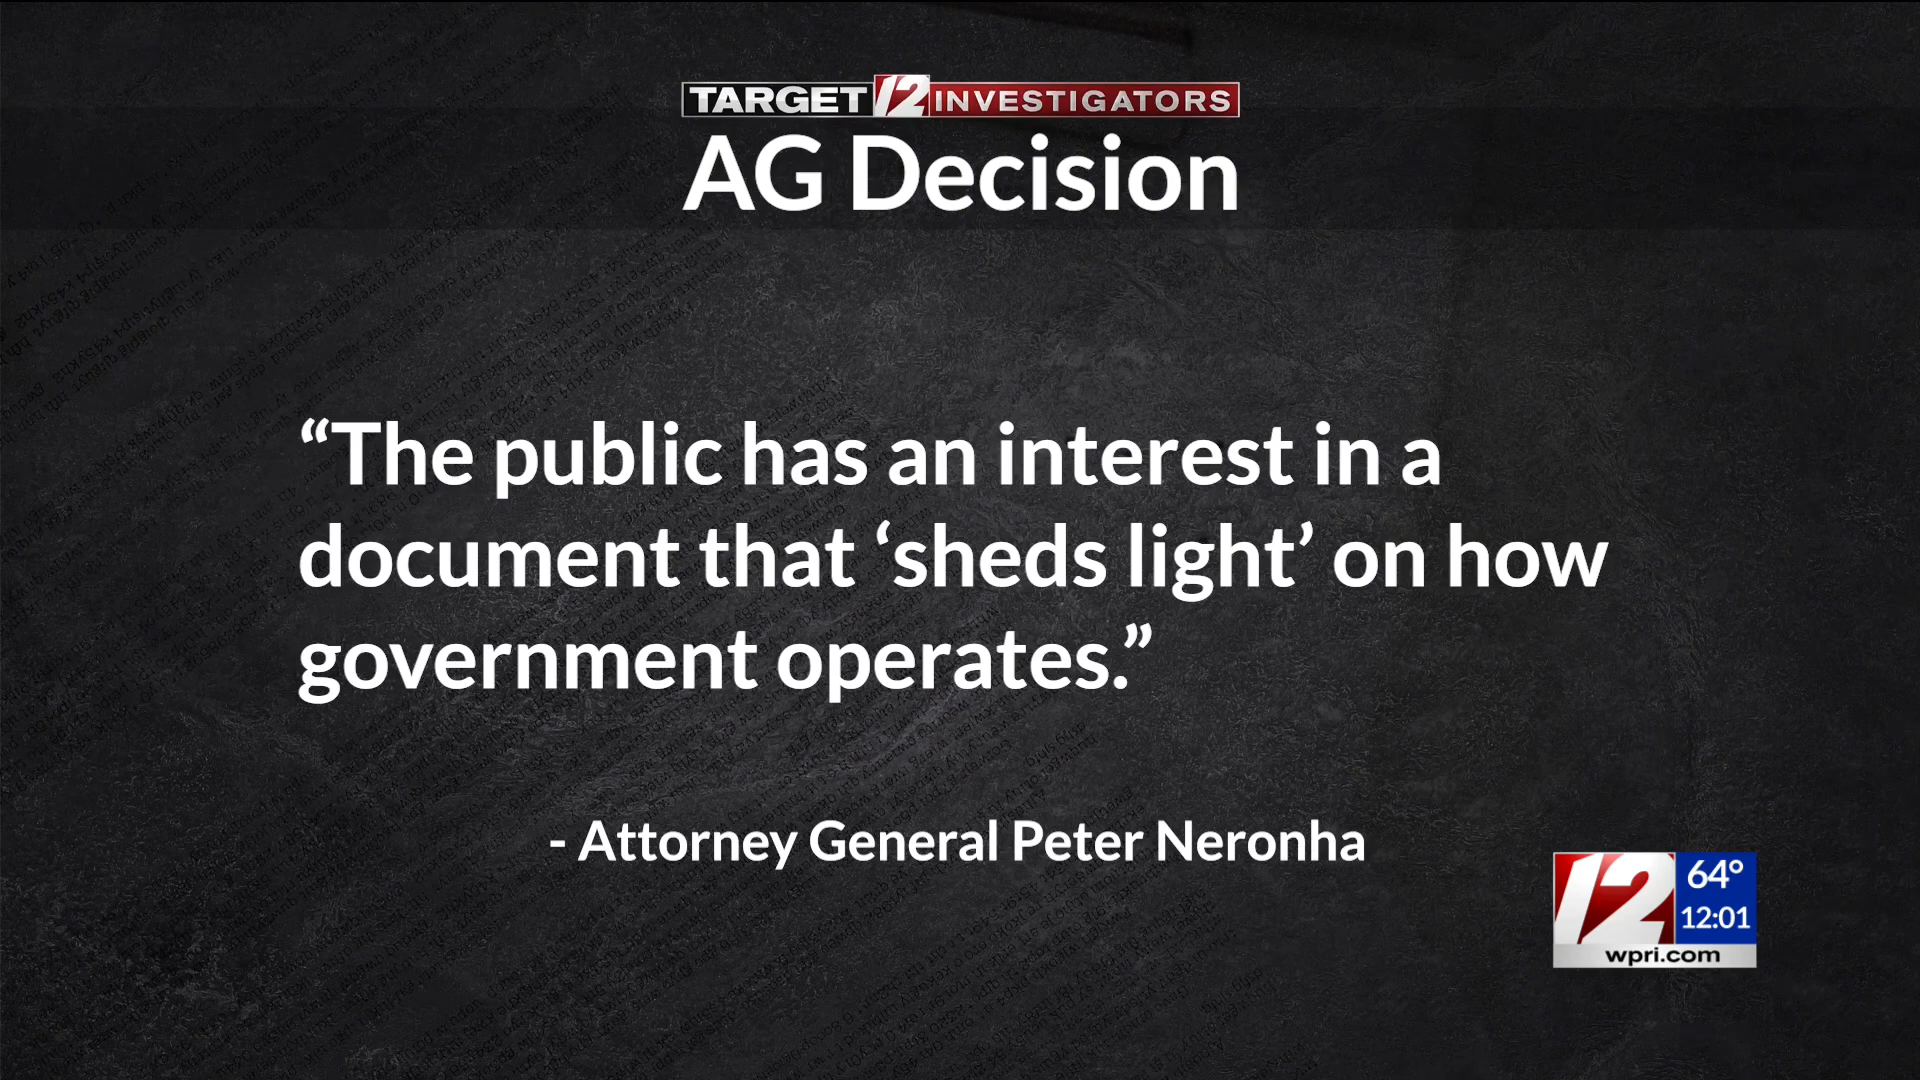 TARGET 12 INVESTIGATORS
AG Decision
“The public has an interest in a
document that ‘sheds light’ on how
government operates.”
- Attorney General Peter Neronha
12
64°
12:01
wpri.com